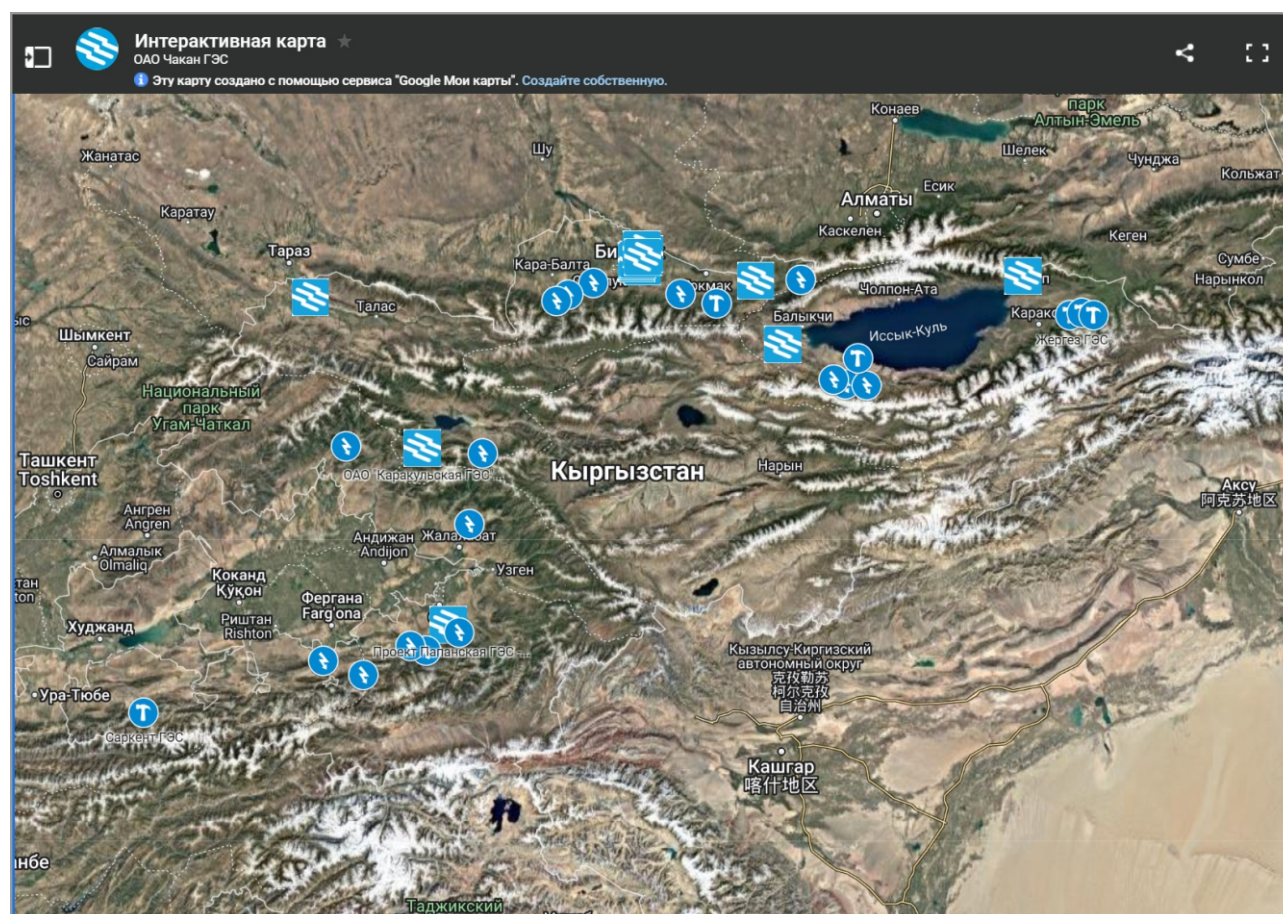 Интерактивная карта
ОАО Чакан ГЭС
Эту карту создано с помощью сервиса "Google Мои карты". Создайте собственную.
Конаев
парк
Алтын-Эмель
Шу
Жанатас
Шелек
Чунджа
Кольжат
Есик
Алматы
Каратау
Каскелен
Кеген
Тараз
Кара-Балта
Сумбе
Нарынкол
Чолпон-Ата
Талас
Балыкчи
Иссык-Куль
Жергез ГЭС
Шымкент
Сайрам
Национальный
парк
Угам-Чаткал
Ташкент
Toshkent
ОАО "Каракульская ГЭС"...
Кыргызстан
Нарын
Аксу
阿克苏地区
Ангрен
Angren
Андижан
Andijon
Алмалык
Olmaliq
Узген
Коканд
Қўқон
Фергана
Farg'ona
Риштан
Rishton
Худжанд
Проект Папанская ГЭС ...
Кызылсу-Киргизский
автономный округ
克孜勒苏
柯尔克孜
自治州
Ура-Тюбе
Саркент ГЭС
Кашгар
喀什地区
Таджикский